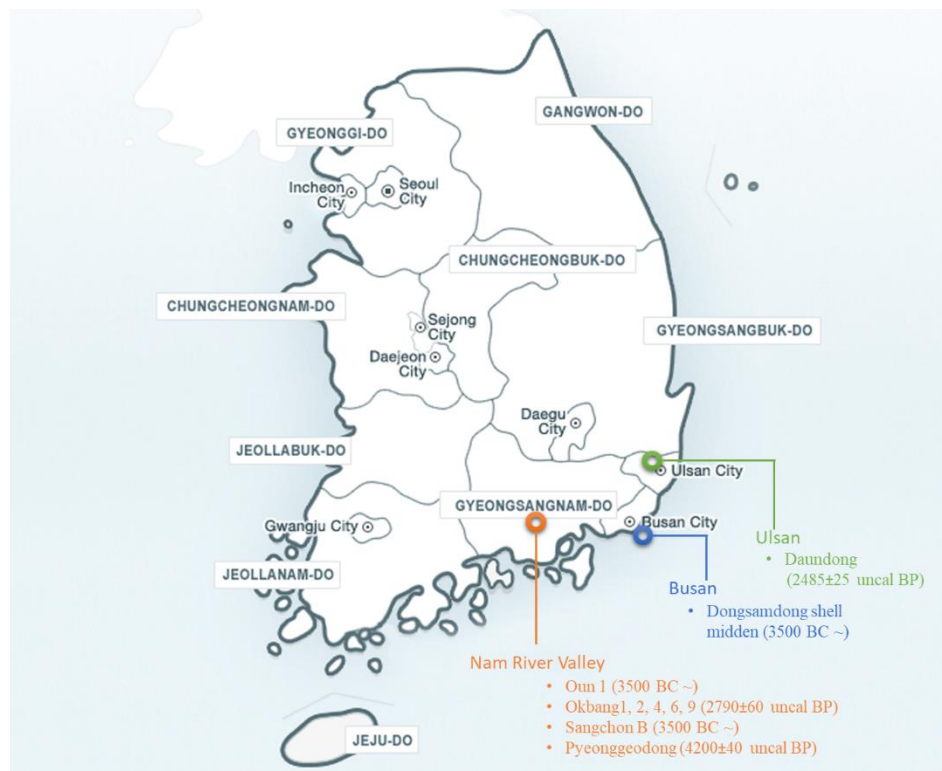 GANGWON-DO
GYEONGGI-DO
Incheon
City
Seoul
City
CHUNGCHEONGBUK-DO
CHUNGCHEONGNAM-DO
Sejong
City
GYEONGSANGBUK-DO
Daejeon
City
Daegu
City
JEOLLABUK-DO
Ulsan City
GYEONGSANGNAM-DO
Gwangju City
Busan City
Ulsan
• Daundong
(2485±25 uncal BP)
JEOLLANAM-DO
Busan
• Dongsamdong shell
midden (3500 BC ~)
Nam River Valley
• Oun 1 (3500 BC ~)
• Okbang1, 2, 4, 6, 9 (2790±60 uncal BP)
• Sangchon B (3500 BC ~)
• Pyeonggeodong (4200±40 uncal BP)
JEJU-DO